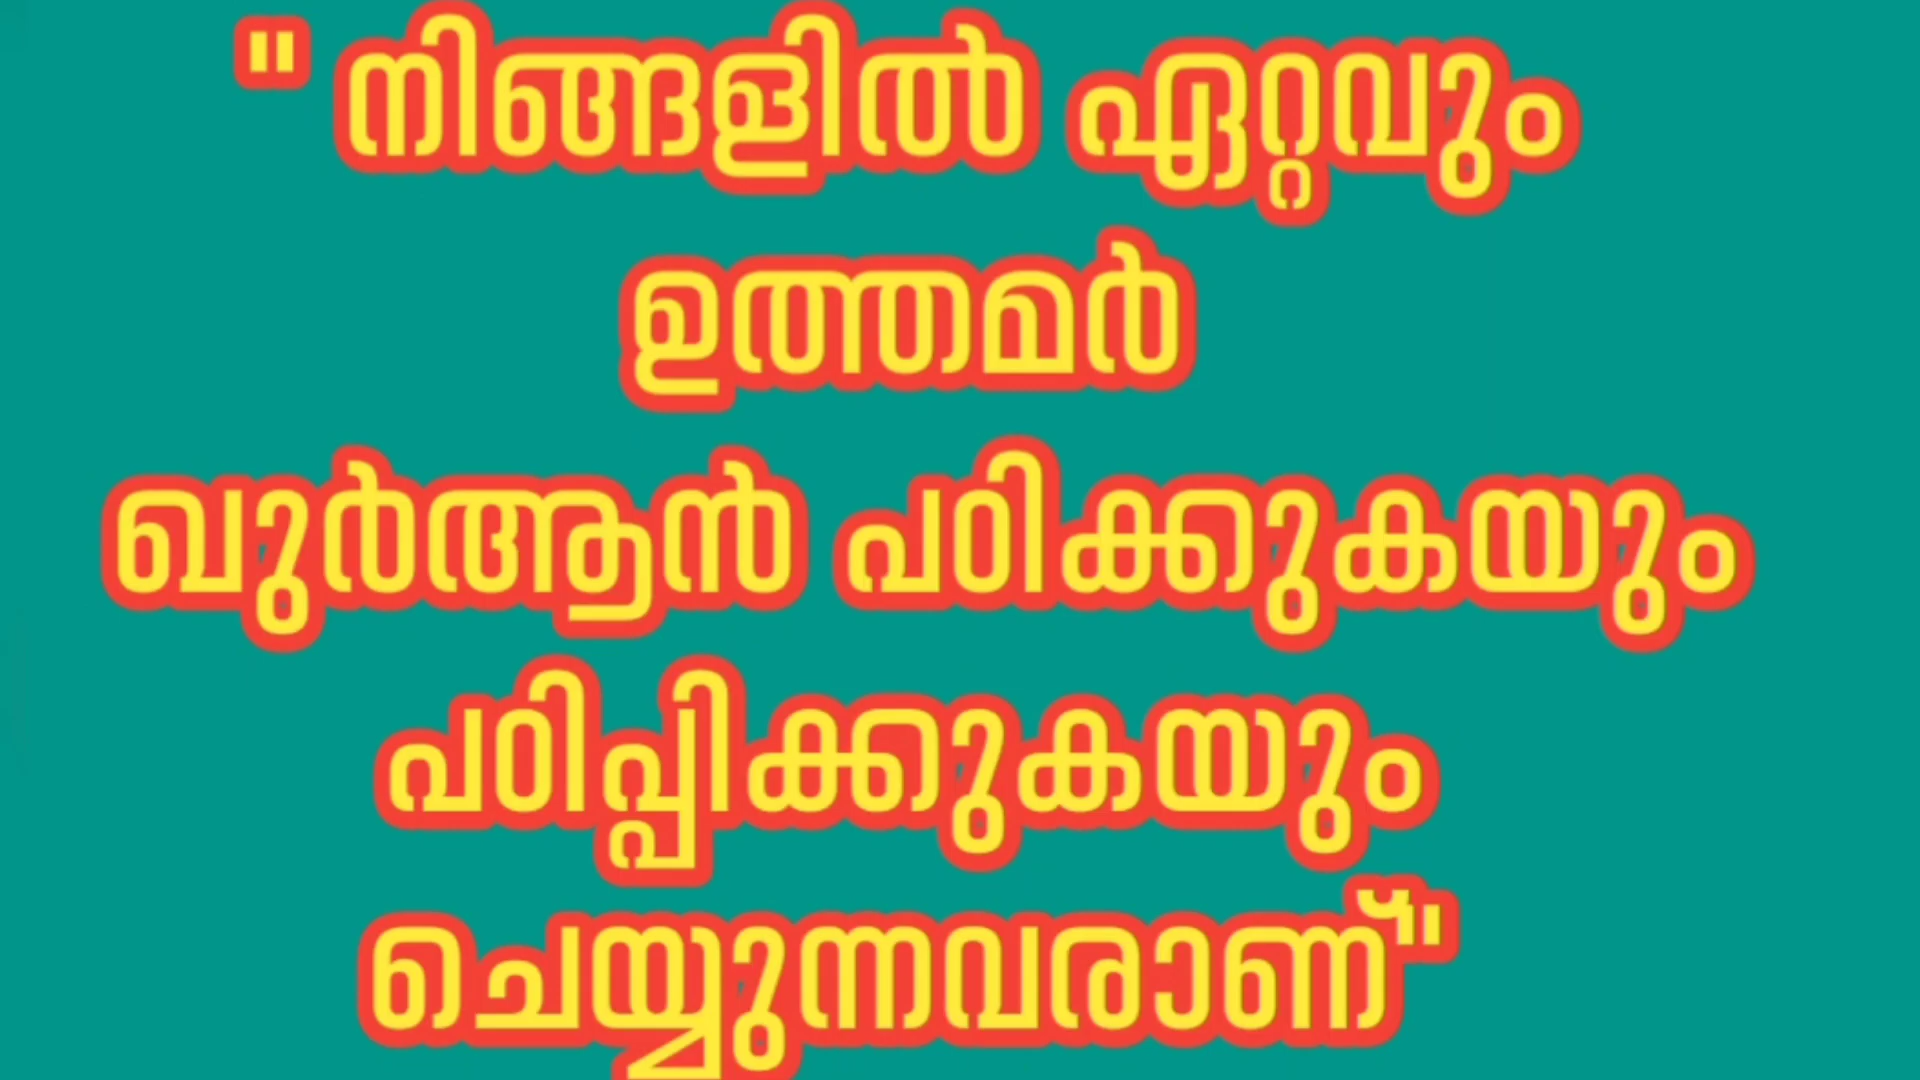 " നിങ്ങളിൽ ഏറ്റവും
ഉത്തമർ
ഖുർആൻ പഠിക്കുകയും
പഠിപ്പിക്കുകയും
ചെയ്യുന്നവരാണ്"